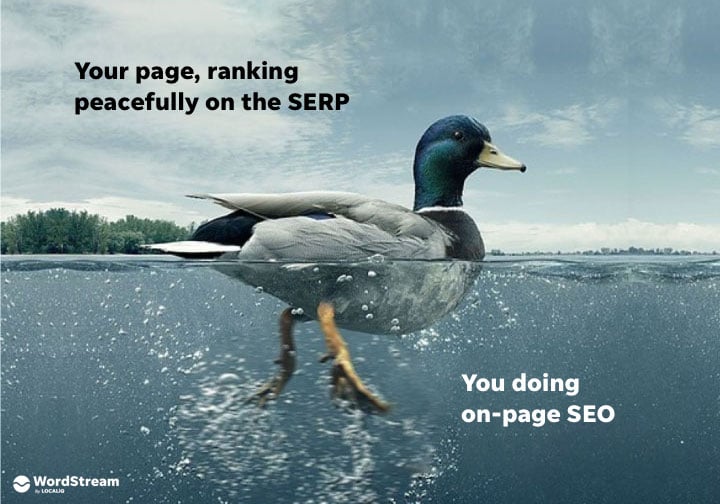 Your page, ranking
peacefully on the SERP
You doing
on-page SEO
WordStream
By LOCALiQ